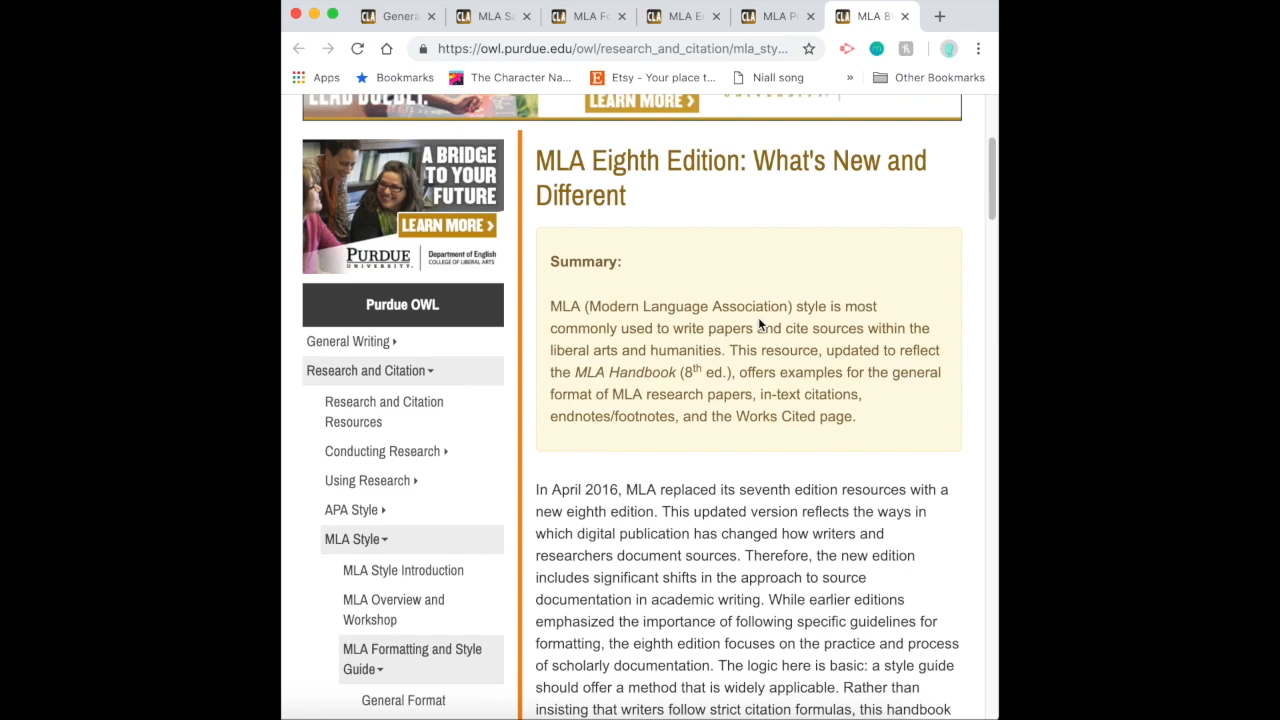 Genera
MLA S
MLA F
MLA E
MLA P
MLA 8
https://owl.purdue.edu/owl/research_and_citation/mla_sty...
Apps
Bookmarks
The Character Na...
Etsy - Your place t...
Niall song
»
Other Bookmarks
LEARN MORE
A BRIDGE
TO YOUR
FUTURE
LEARN MORE
PURDUE
UNIVERSITY
Department of English
COLLEGE OF LIBERAL ARTS
Purdue OWL
General Writing
Research and Citation
Research and Citation
Resources
Conducting Research
Using Research
APA Style
MLA Style
MLA Style Introduction
MLA Overview and
Workshop
MLA Formatting and Style
Guide
General Format
MLA Eighth Edition: What's New and
Different
Summary:
MLA (Modern Language Association) style is most
commonly used to write papers and cite sources within the
liberal arts and humanities. This resource, updated to reflect
the MLA Handbook (8th ed.), offers examples for the general
format of MLA research papers, in-text citations,
endnotes/footnotes, and the Works Cited page.
In April 2016, MLA replaced its seventh edition resources with a
new eighth edition. This updated version reflects the ways in
which digital publication has changed how writers and
researchers document sources. Therefore, the new edition
includes significant shifts in the approach to source
documentation in academic writing. While earlier editions
emphasized the importance of following specific guidelines for
formatting, the eighth edition focuses on the practice and process
of scholarly documentation. The logic here is basic: a style guide
should offer a method that is widely applicable. Rather than
insisting that writers follow strict citation formulas, this handbook